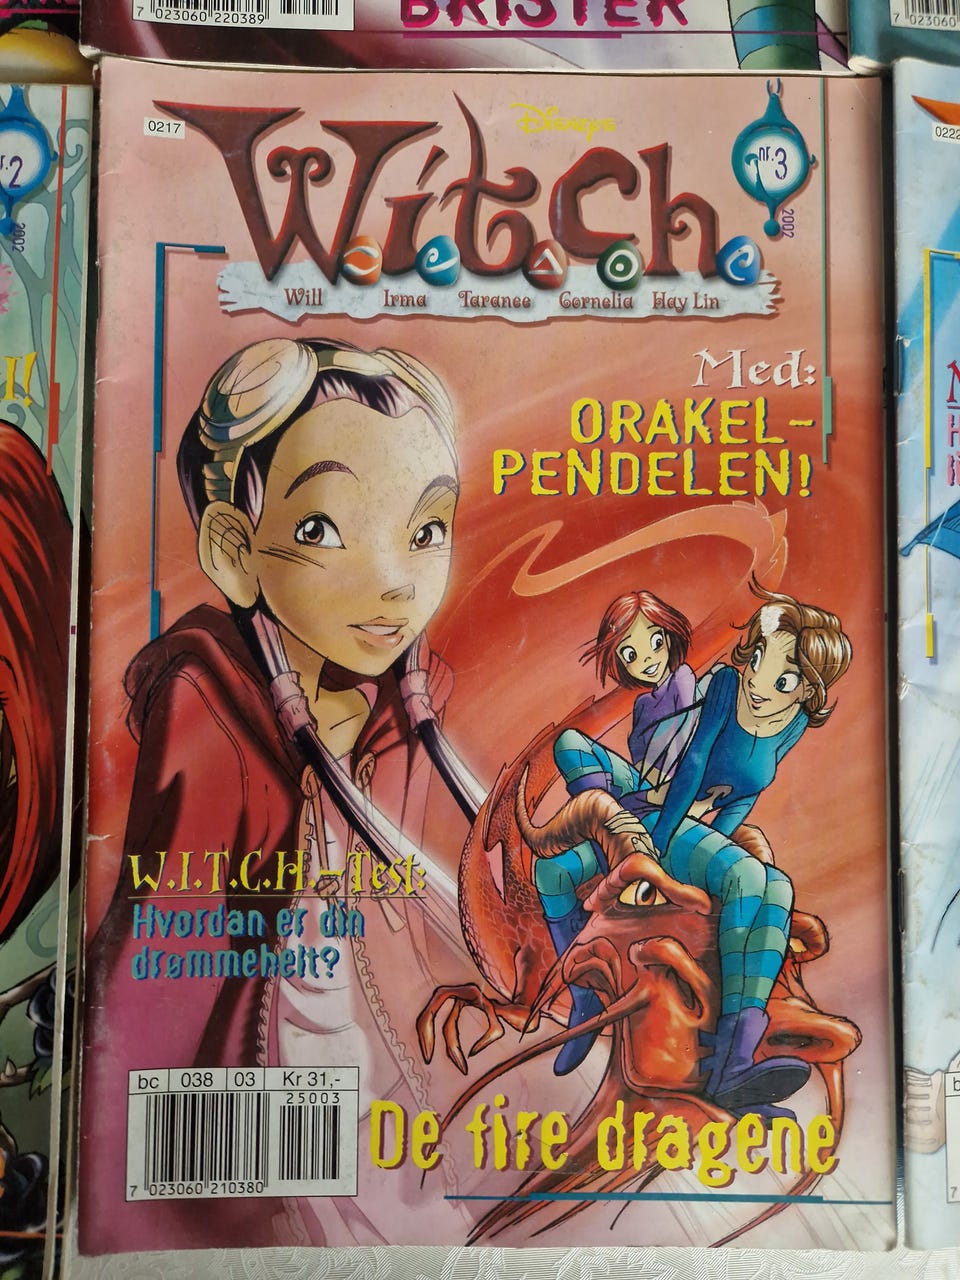 7 023060 220389
BRISTER
7 023060
0217
Disney's
W.i.t.c.h.
nr. 3
2002
Will Irma Taranee Cornelia Hay Lin
Med:
ORAKEL-
PENDELEN!
W.I.T.C.H.-Test:
Hvordan er din
drømmehelt?
bc 038 03 Kr 31,-
25003
7 023060 210380
De fire dragene
r. 2
2002
0222